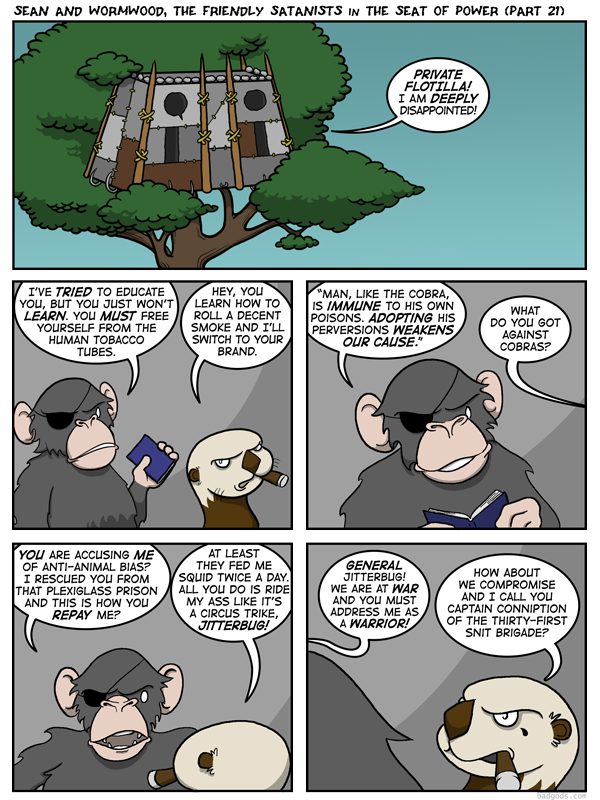 SEAN AND WORMWOOD, THE FRIENDLY SATANISTS IN THE SEAT OF POWER (PART 21)
PRIVATE
FLOTILLA!
I AM DEEPLY
DISAPPOINTED!
I'VE TRIED TO EDUCATE
YOU, BUT YOU JUST WON'T
LEARN. YOU MUST FREE
YOURSELF FROM THE
HUMAN TOBACCO
TUBES.
HEY, YOU
LEARN HOW TO
ROLL A DECENT
SMOKE AND I'LL
SWITCH TO YOUR
BRAND.
"MAN, LIKE THE COBRA,
IS IMMUNE TO HIS OWN
POISONS. ADOPTING HIS
PERVERSIONS WEAKENS
OUR CAUSE."
WHAT
DO YOU GOT
AGAINST
COBRAS?
YOU ARE ACCUSING ME
OF ANTI-ANIMAL BIAS?
I RESCUED YOU FROM
THAT PLEXIGLASS PRISON
AND THIS IS HOW YOU
REPAY ME?
AT LEAST
THEY FED ME
SQUID TWICE A DAY.
ALL YOU DO IS RIDE
MY ASS LIKE IT'S
A CIRCUS TRIKE,
JITTERBUG!
GENERAL
JITTERBUG!
WE ARE AT WAR
AND YOU MUST
ADDRESS ME AS
A WARRIOR!
HOW ABOUT
WE COMPROMISE
AND I CALL YOU
CAPTAIN CONNIPTION
OF THE THIRTY-FIRST
SNIT BRIGADE?
badgods.com